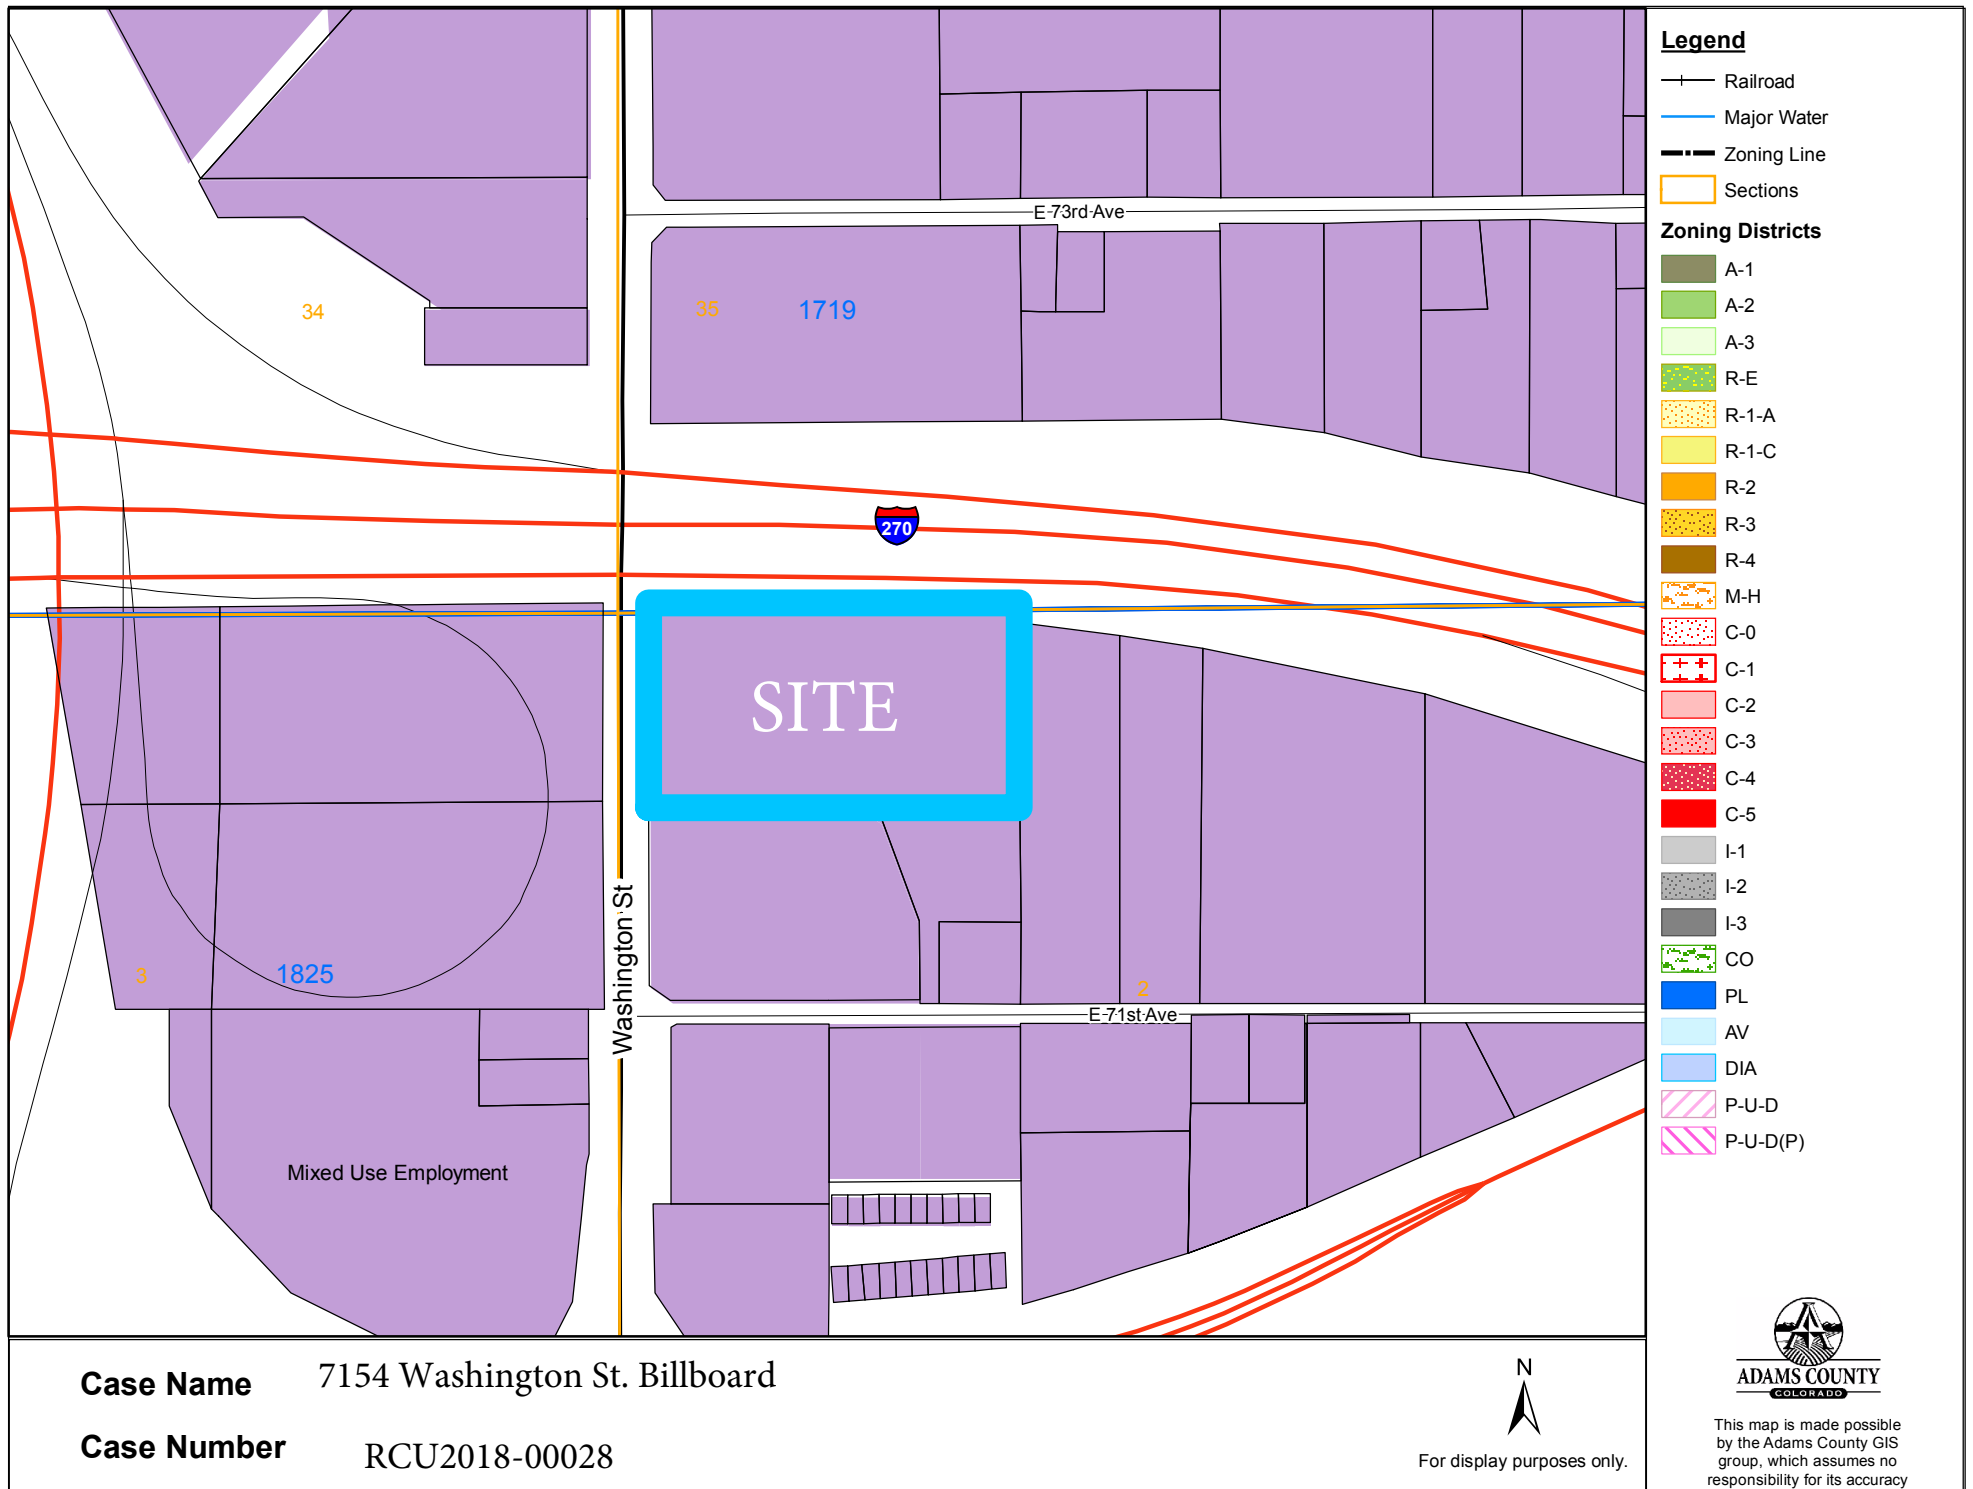 E 73rd Ave
34
35
1719
270
SITE
Washington St
3
1825
2
E 71st Ave
Mixed Use Employment
Legend
Railroad
Major Water
Zoning Line
Sections
Zoning Districts
A-1
A-2
A-3
R-E
R-1-A
R-1-C
R-2
R-3
R-4
M-H
C-0
C-1
C-2
C-3
C-4
C-5
I-1
I-2
I-3
CO
PL
AV
DIA
P-U-D
P-U-D(P)
Case Name 7154 Washington St. Billboard
Case Number RCU2018-00028
N
For display purposes only.
ADAMS COUNTY
COLORADO
This map is made possible
by the Adams County GIS
group, which assumes no
responsibility for its accuracy